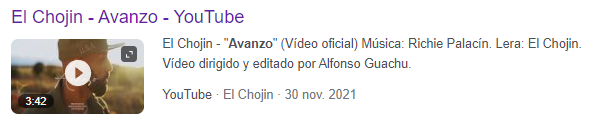 El Chojin - Avanzo - YouTube
El Chojin - "Avanzo" (Vídeo oficial) Música: Richie Palacín. Lera: El Chojin.
Vídeo dirigido y editado por Alfonso Guachu.
3:42
YouTube · El Chojin · 30 nov. 2021